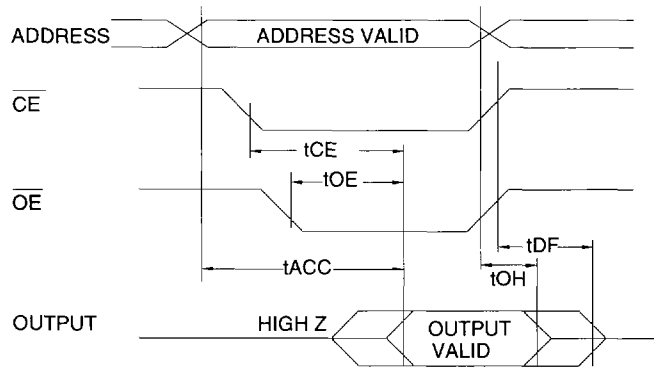 ADDRESS
ADDRESS VALID
CE
tCE
tOE
OE
tDF
tACC
tOH
OUTPUT
HIGH Z
OUTPUT
VALID